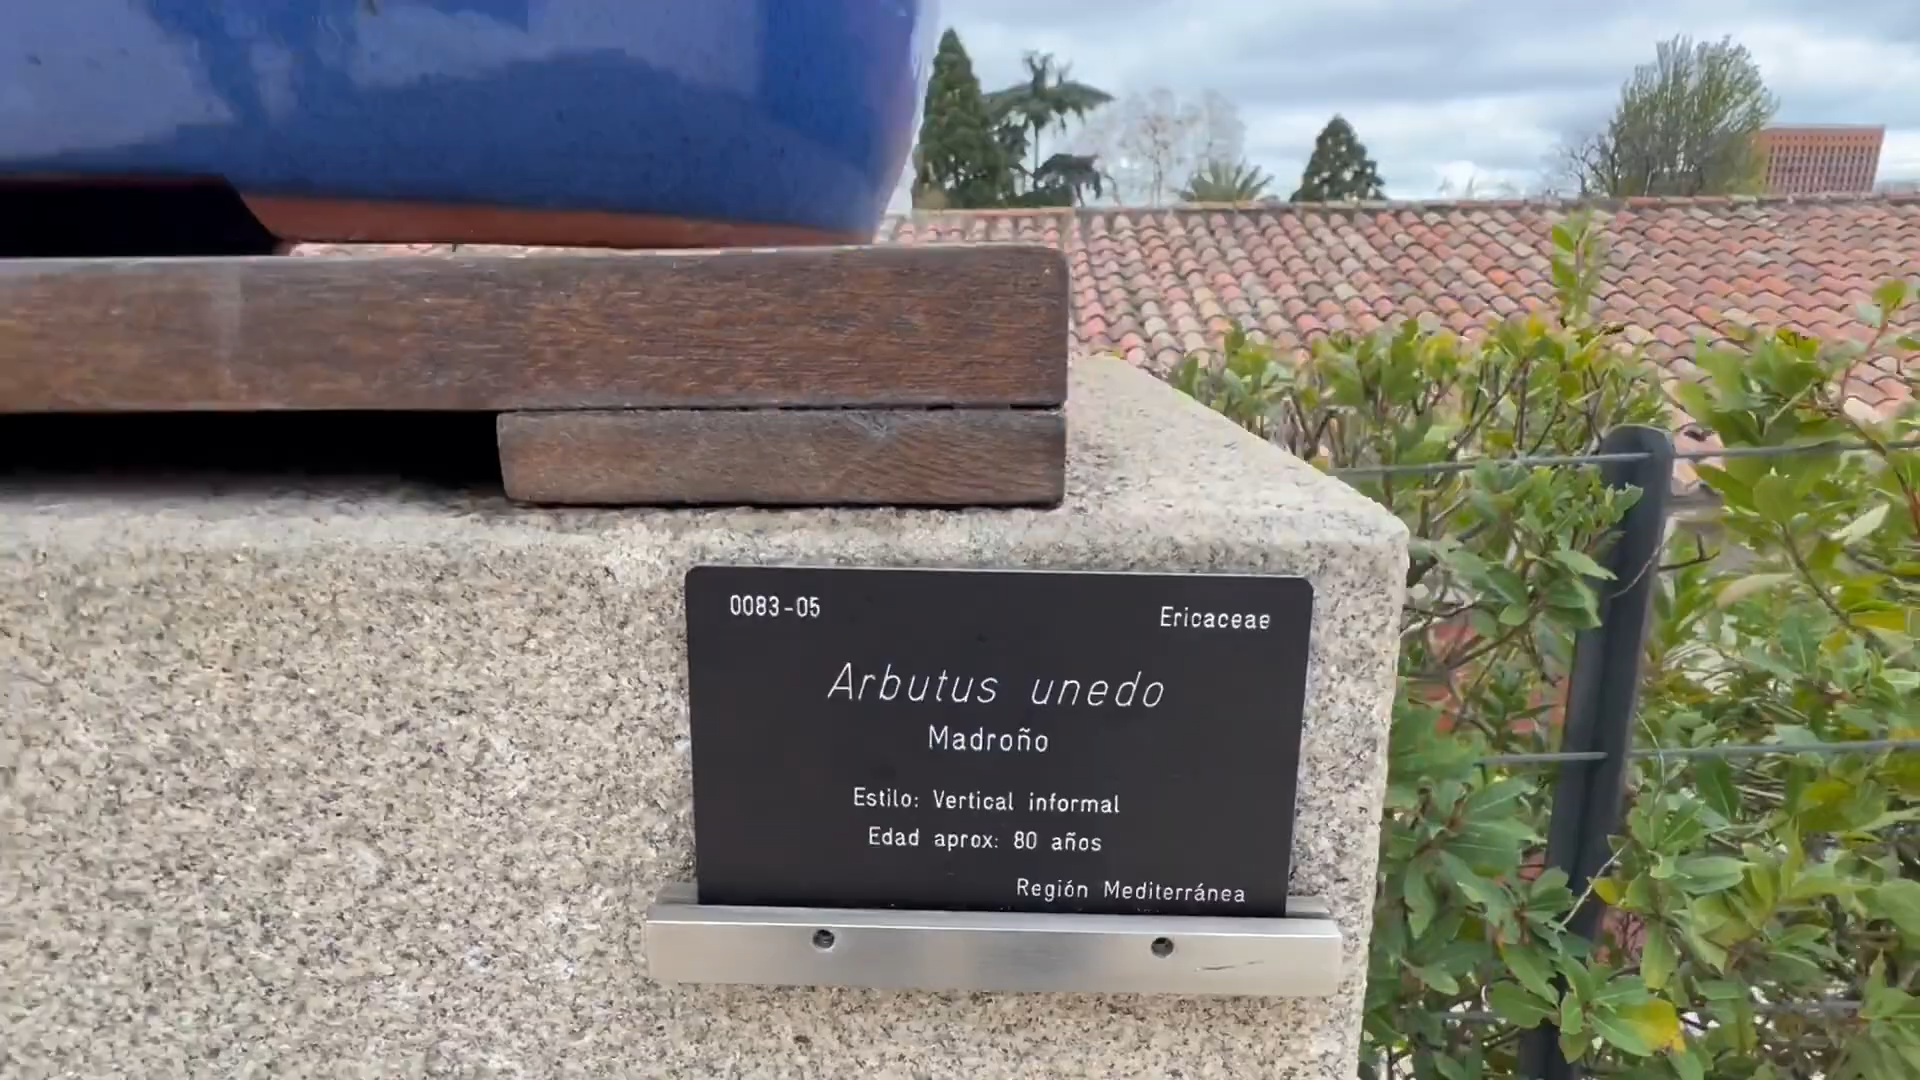 0083-05 Ericaceae
Arbutus unedo
Madroño
Estilo: Vertical informal
Edad aprox: 80 años
Región Mediterránea